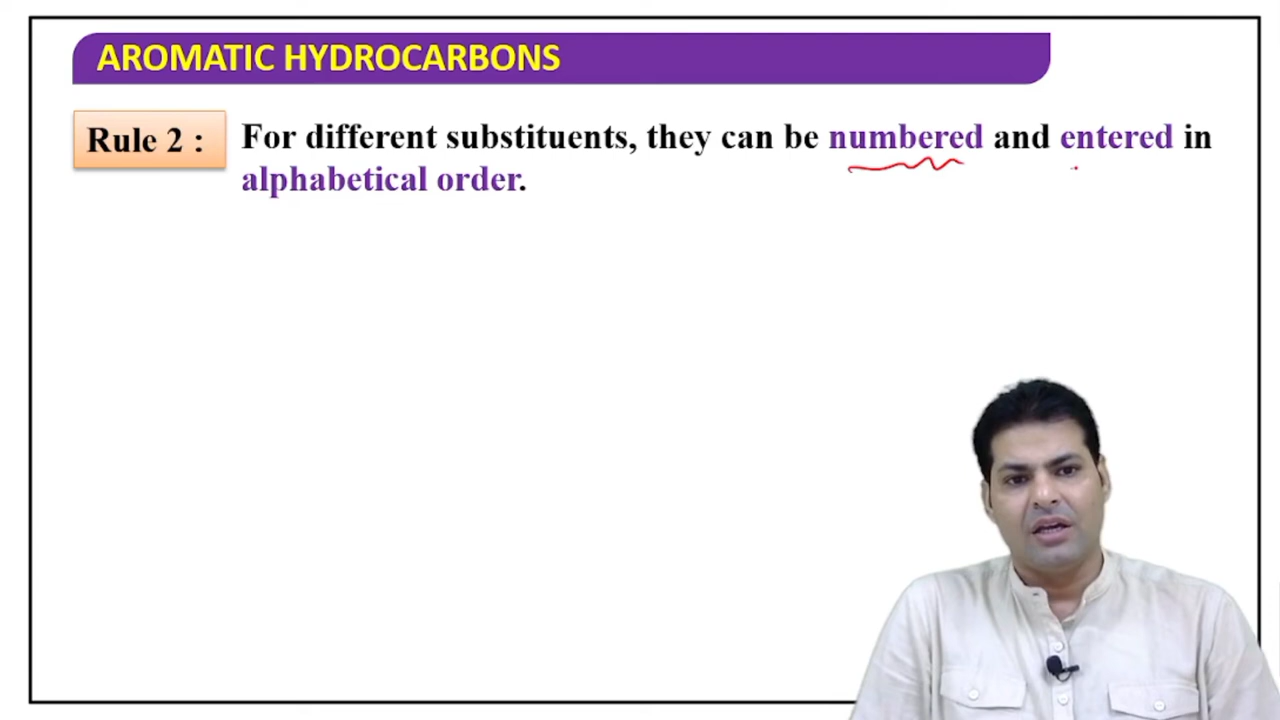 AROMATIC HYDROCARBONS
Rule 2 : For different substituents, they can be numbered and entered in
alphabetical order.